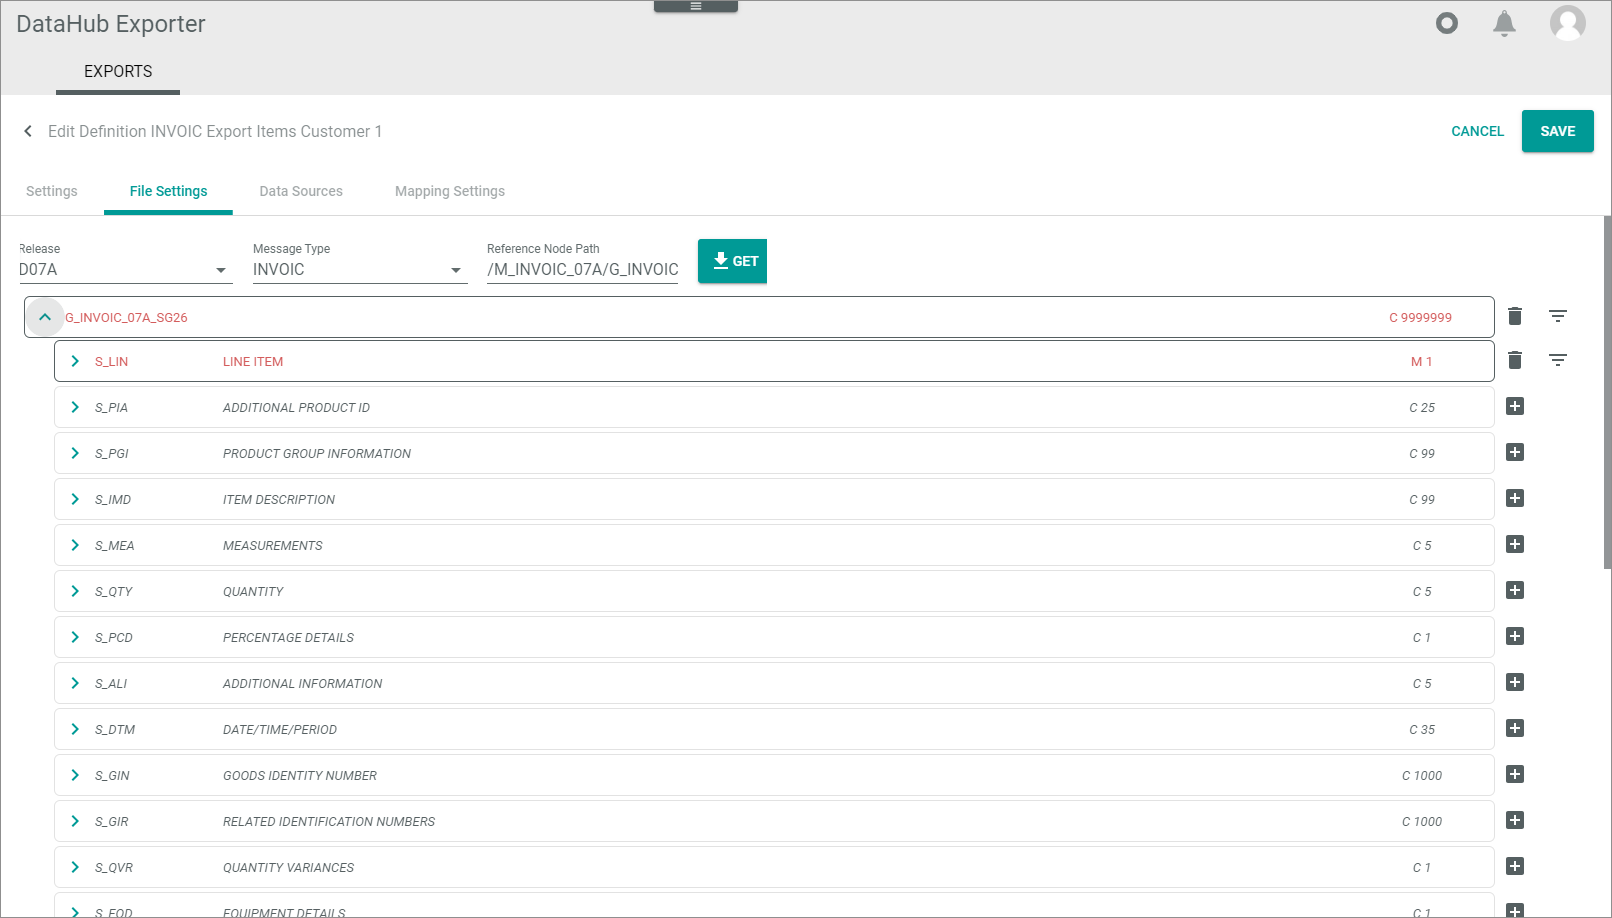 DataHub Exporter
EXPORTS
Edit Definition INVOIC Export Items Customer 1
CANCEL
SAVE
Settings
File Settings
Data Sources
Mapping Settings
Release
Message Type
Reference Node Path
D07A
INVOIC
/M_INVOIC_07A/G_INVOIC
GET
G_INVOIC_07A_SG26 C 9999999
S_LIN LINE ITEM M 1
S_PIA ADDITIONAL PRODUCT ID C 25
S_PGI PRODUCT GROUP INFORMATION C 99
S_IMD ITEM DESCRIPTION C 99
S_MEA MEASUREMENTS C 5
S_QTY QUANTITY C 5
S_PCD PERCENTAGE DETAILS C 1
S_ALI ADDITIONAL INFORMATION C 5
S_DTM DATE/TIME/PERIOD C 35
S_GIN GOODS IDENTITY NUMBER C 1000
S_GIR RELATED IDENTIFICATION NUMBERS C 1000
S_QVR QUANTITY VARIANCES C 1
S_EQD EQUIPMENT DETAILS C 1